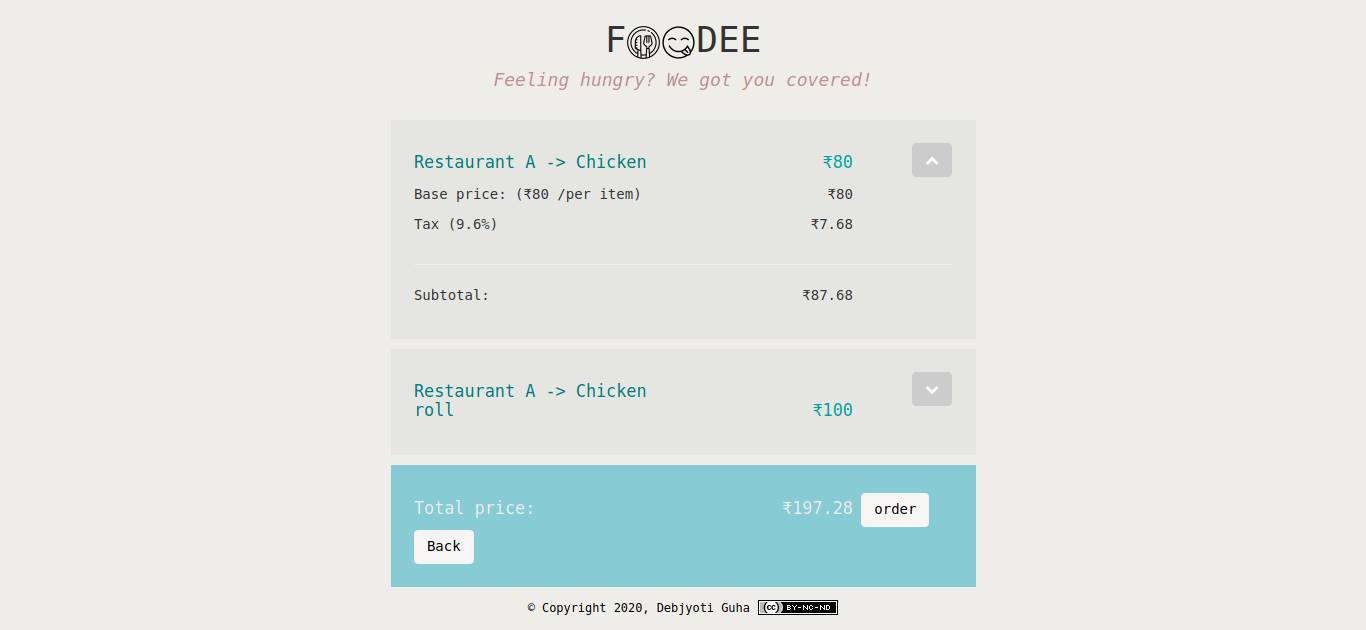 FOODEE
Feeling hungry? We got you covered!
Restaurant A -> Chicken ₹80
Base price: (₹80 /per item) ₹80
Tax (9.6%) ₹7.68
Subtotal: ₹87.68
Restaurant A -> Chicken
roll ₹100
Total price: ₹197.28 order
Back
© Copyright 2020, Debjyoti Guha (cc) BY-NC-ND